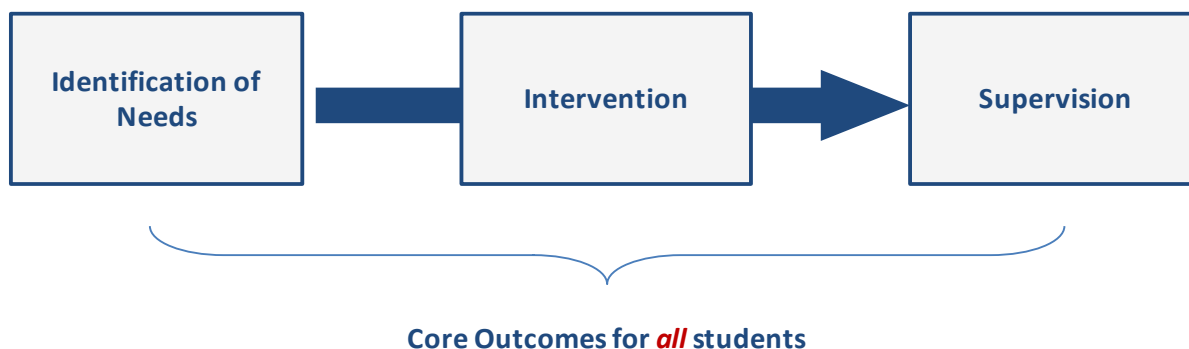 Identification of
Needs
Intervention
Supervision
Core Outcomes for all students